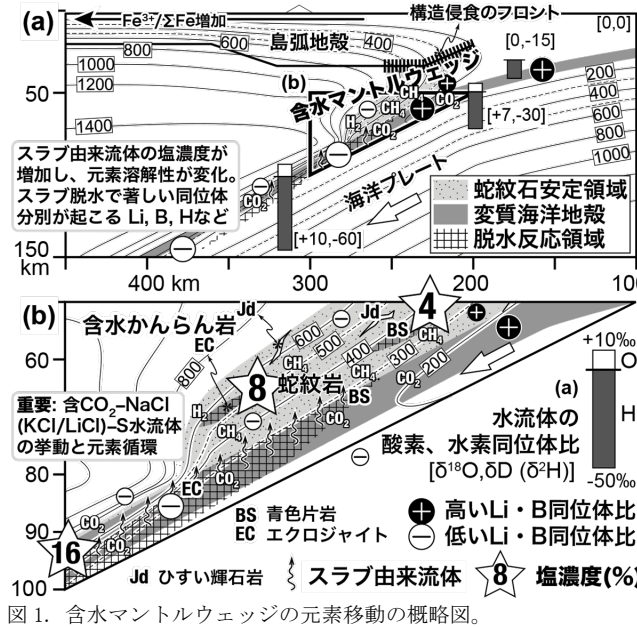 (a)
Fe³⁺/ΣFe増加
構造侵食のフロント
[0,-15]
[0,0]
島弧地殻
800
600
400
1000
1200
1400
50
(b)
含水マントルウェッジ
CH
CO₂
CH₄
H₂
CO₂
[+7,-30]
200
400
600
800
1000
スラブ由来流体の塩濃度が
増加し、元素溶解性が変化。
スラブ脱水で著しい同位体
分別が起こる Li, B, Hなど
CO₂
海洋プレート
[+10,-60]
蛇紋石安定領域
変質海洋地殻
脱水反応領域
150
km
400 km
300
200
100
(b)
含水かんらん岩
Jd
Jd
4
60
EC
800
600
500
400
300
200
BS
CH₄
CH₄
CH₄
CO₂
8
蛇紋岩
BS
重要: 含CO₂–NaCl
(KCl/LiCl)–S水流体
の挙動と元素循環
H₂
CH₄
CO₂
80
EC
CO₂
CO₂
CO₂
90
16
100
(a)
+10‰
O
H
-50‰
水流体の
酸素、水素同位体比
[δ¹⁸O,δD (δ²H)]
BS 青色片岩
EC エクロジャイト
高いLi・B同位体比
低いLi・B同位体比
Jd ひすい輝石岩
スラブ由来流体
8 塩濃度(%)
図 1. 含水マントルウェッジの元素移動の概略図。